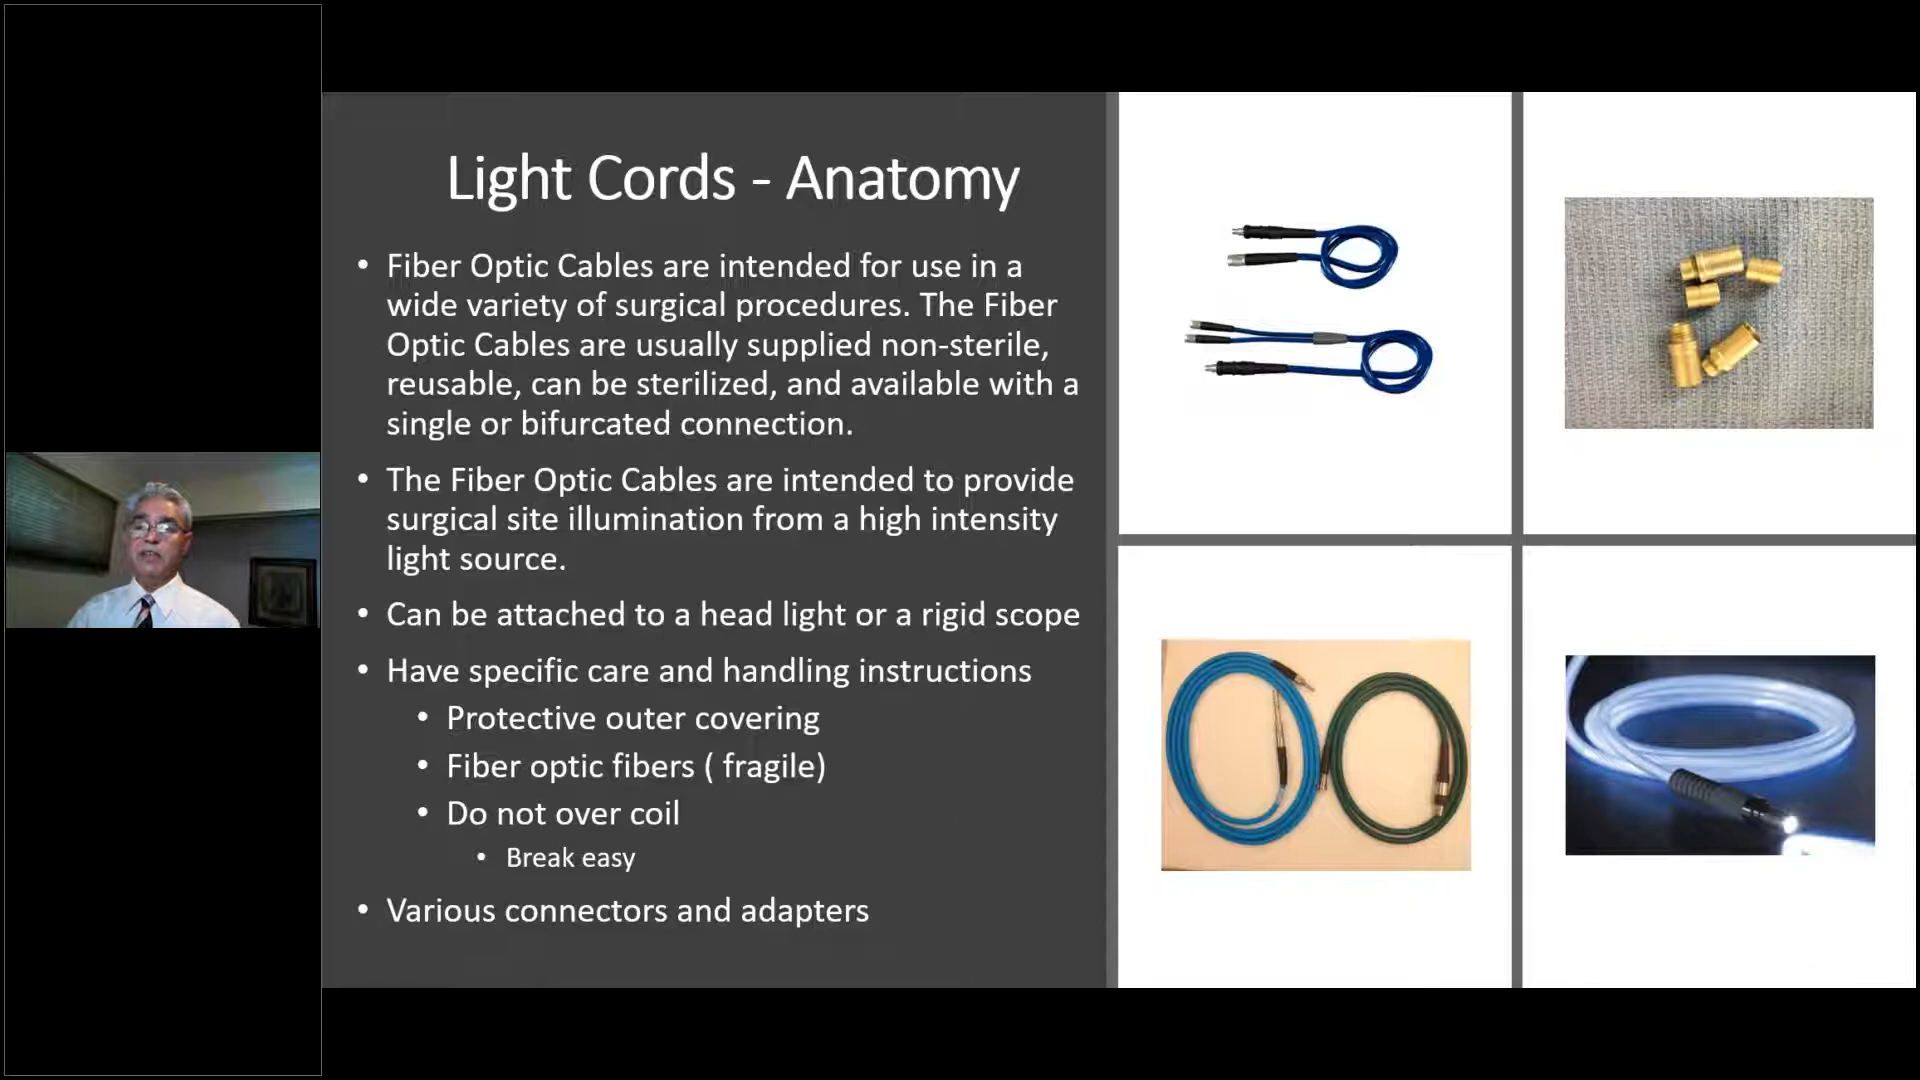 Light Cords - Anatomy
• Fiber Optic Cables are intended for use in a
wide variety of surgical procedures. The Fiber
Optic Cables are usually supplied non-sterile,
reusable, can be sterilized, and available with a
single or bifurcated connection.
• The Fiber Optic Cables are intended to provide
surgical site illumination from a high intensity
light source.
• Can be attached to a head light or a rigid scope
• Have specific care and handling instructions
• Protective outer covering
• Fiber optic fibers ( fragile)
• Do not over coil
• Break easy
• Various connectors and adapters